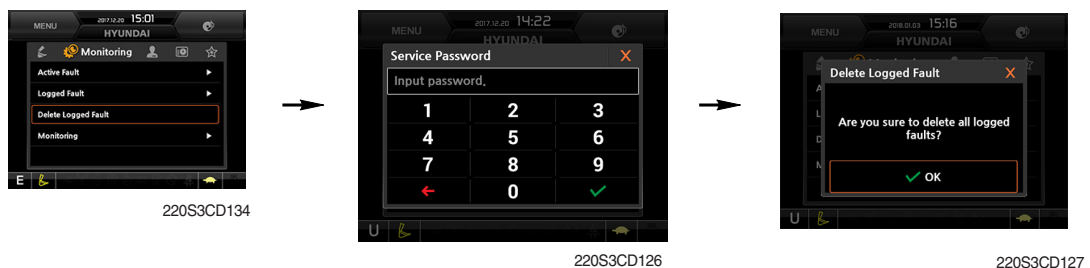 MENU
2017.12.20 15:01
HYUNDAI
Monitoring
Active Fault
Logged Fault
Delete Logged Fault
Monitoring
E
220S3CD134
MENU
2017.12.20 14:22
HYUNDAI
Service Password X
Input password.
1 2 3
4 5 6
7 8 9
0
U
220S3CD126
MENU
2018.01.03 15:16
HYUNDAI
Delete Logged Fault X
Are you sure to delete all logged
faults?
OK
U
220S3CD127